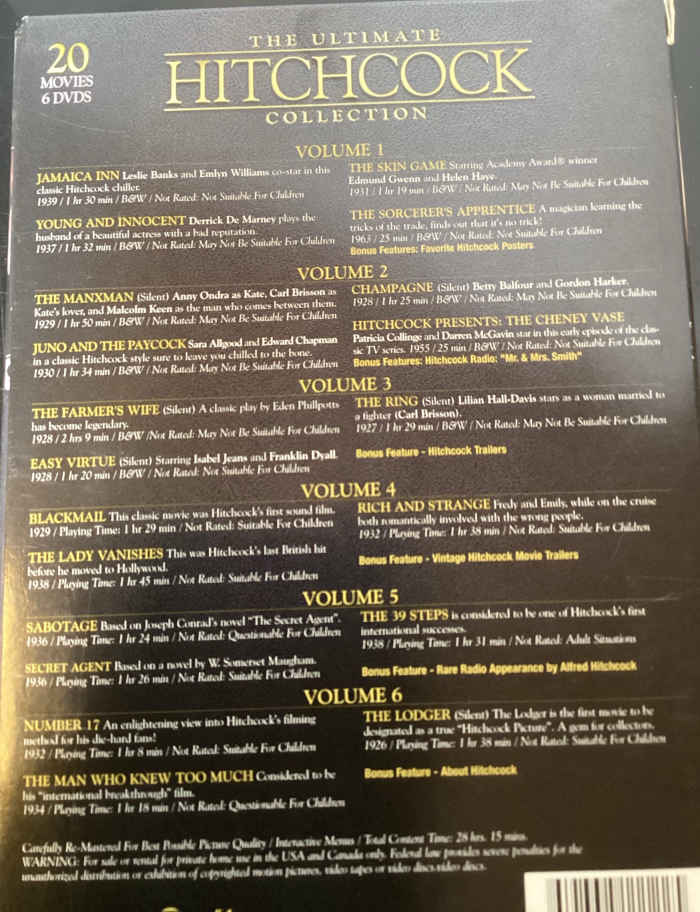 20
MOVIES
6 DVDS
THE ULTIMATE
HITCHCOCK
COLLECTION
VOLUME 1
JAMAICA INN Leslie Banks and Emlyn Williams co-star in this
classic Hitchcock chiller.
1939 / 1 hr 30 min / B&W / Not Rated: Not Suitable For Children
YOUNG AND INNOCENT Derrick De Marney plays the
husband of a beautiful actress with a bad reputation.
1937 / 1 hr 32 min / B&W / Not Rated: May Not Be Suitable For Children
THE SKIN GAME Starring Academy Award® winner
Edmund Gwenn and Helen Haye.
1931 / 1 hr 19 min / B&W / Not Rated: May Not Be Suitable For Children
THE SORCERER'S APPRENTICE A magician learning the
tricks of the trade, finds out that it's no trick!
1963 / 25 min / B&W / Not Rated: Not Suitable For Children
Bonus Features: Favorite Hitchcock Posters
VOLUME 2
THE MANXMAN (Silent) Anny Ondra as Kate, Carl Brisson as
Kate's lover, and Malcolm Keen as the man who comes between them.
1929 / 1 hr 50 min / B&W / Not Rated: May Not Be Suitable For Children
JUNO AND THE PAYCOCK Sara Allgood and Edward Chapman
in a classic Hitchcock style sure to leave you chilled to the bone.
1930 / 1 hr 34 min / B&W / Not Rated: May Not Be Suitable For Children
CHAMPAGNE (Silent) Betty Balfour and Gordon Harker.
1928 / 1 hr 25 min / B&W / Not Rated: May Not Be Suitable For Children
HITCHCOCK PRESENTS: THE CHENEY VASE
Patricia Collinge and Darren McGavin star in this early episode of the clas-
sic TV series. 1955 / 25 min / B&W / Not Rated: Not Suitable For Children
Bonus Features: Hitchcock Radio: "Mr. & Mrs. Smith"
VOLUME 3
THE FARMER'S WIFE (Silent) A classic play by Eden Phillpotts
has become legendary.
1928 / 2 hrs 9 min / B&W /Not Rated: May Not Be Suitable For Children
EASY VIRTUE (Silent) Starring Isabel Jeans and Franklin Dyall.
1928 / 1 hr 20 min / B&W / Not Rated: Not Suitable For Children
THE RING (Silent) Lilian Hall-Davis stars as a woman married to
a fighter (Carl Brisson).
1927 / 1 hr 29 min / B&W / Not Rated: May Not Be Suitable For Children
Bonus Feature - Hitchcock Trailers
VOLUME 4
BLACKMAIL This classic movie was Hitchcock's first sound film.
1929 / Playing Time: 1 hr 29 min / Not Rated: Suitable For Children
THE LADY VANISHES This was Hitchcock's last British hit
before he moved to Hollywood.
1938 / Playing Time: 1 hr 45 min / Not Rated: Suitable For Children
RICH AND STRANGE Fredy and Emily, while on the cruise
both romantically involved with the wrong people.
1932 / Playing Time: 1 hr 38 min / Not Rated: Suitable For Children
Bonus Feature - Vintage Hitchcock Movie Trailers
VOLUME 5
SABOTAGE Based on Joseph Conrad's novel "The Secret Agent".
1936 / Playing Time: 1 hr 24 min / Not Rated: Questionable For Children
SECRET AGENT Based on a novel by W. Somerset Maugham.
1936 / Playing Time: 1 hr 26 min / Not Rated: Suitable For Children
THE 39 STEPS is considered to be one of Hitchcock's first
international successes.
1938 / Playing Time: 1 hr 31 min / Not Rated: Adult Situations
Bonus Feature - Rare Radio Appearance by Alfred Hitchcock
VOLUME 6
NUMBER 17 An enlightening view into Hitchcock's filming
method for his die-hard fans!
1932 / Playing Time: 1 hr 8 min / Not Rated: Suitable For Children
THE MAN WHO KNEW TOO MUCH Considered to be
his "international breakthrough" film.
1934 / Playing Time: 1 hr 18 min / Not Rated: Questionable For Children
THE LODGER (Silent) The Lodger is the first movie to be
designated as a true "Hitchcock Picture". A gem for collectors.
1926 / Playing Time: 1 hr 38 min / Not Rated: Suitable For Children
Bonus Feature - About Hitchcock
Carefully Re-Mastered For Best Possible Picture Quality / Interactive Menus / Total Content Time: 28 hrs. 15 mins.
WARNING: For sale or rental for private home use in the USA and Canada only. Federal law provides severe penalties for the
unauthorized distribution or exhibition of copyrighted motion pictures, video tapes or video discs.video discs.